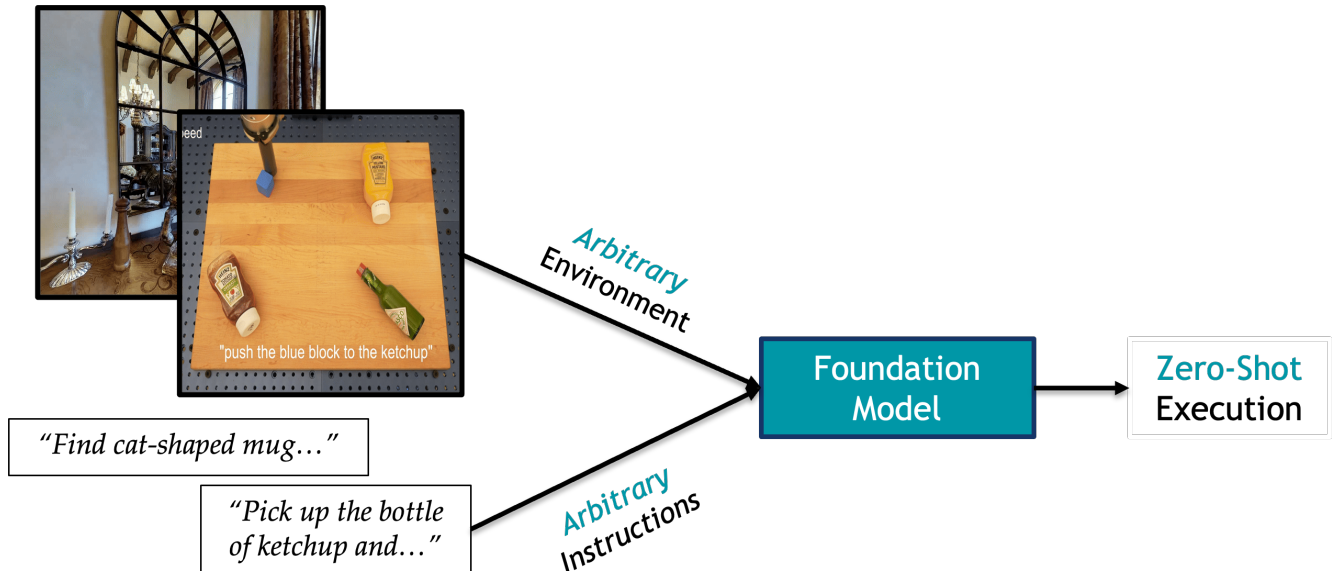 peed
"push the blue block to the ketchup"
“Find cat-shaped mug…”
“Pick up the bottle
of ketchup and…”
Arbitrary
Environment
Arbitrary
Instructions
Foundation
Model
Zero-Shot
Execution